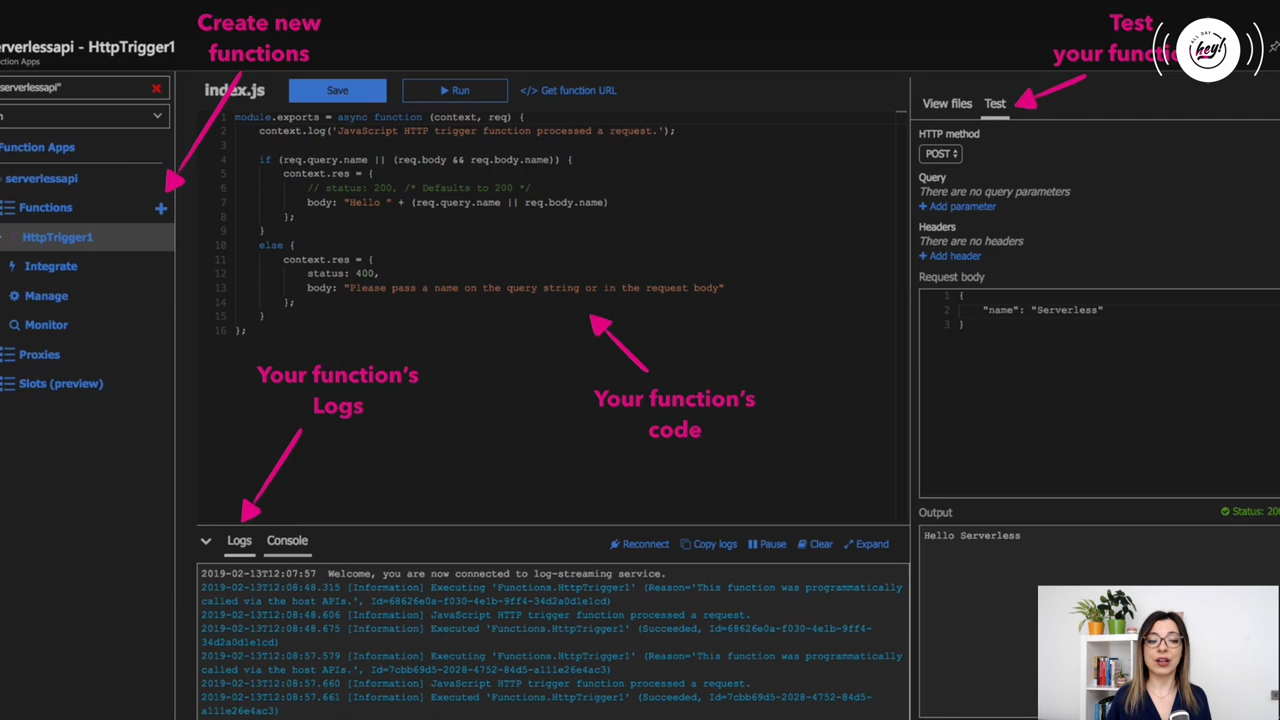 Create new
functions
Test
your functi
ALL DAY
hey!
erverlessapi - HttpTrigger1
ction Apps
serverlessapi"
Function Apps
serverlessapi
Functions
HttpTrigger1
Integrate
Manage
Monitor
Proxies
Slots (preview)
index.js
Save
Run
</> Get function URL
1 module.exports = async function (context, req) {
2 context.log('JavaScript HTTP trigger function processed a request.');
3
4 if (req.query.name || (req.body && req.body.name)) {
5 context.res = {
6 // status: 200, /* Defaults to 200 */
7 body: "Hello " + (req.query.name || req.body.name)
8 };
9 }
10 else {
11 context.res = {
12 status: 400,
13 body: "Please pass a name on the query string or in the request body"
14 };
15 }
16 };
Your function's
Logs
Your function's
code
View files Test
HTTP method
POST
Query
There are no query parameters
+ Add parameter
Headers
There are no headers
+ Add header
Request body
1 {
2 "name": "Serverless"
3 }
Output
Status: 200
Hello Serverless
Logs Console
Reconnect Copy logs Pause Clear Expand
2019-02-13T12:07:57 Welcome, you are now connected to log-streaming service.
2019-02-13T12:08:48.315 [Information] Executing 'Functions.HttpTrigger1' (Reason='This function was programmatically
called via the host APIs.', Id=68626e0a-f030-4e1b-9ff4-34d2a0d1e1cd)
2019-02-13T12:08:48.606 [Information] JavaScript HTTP trigger function processed a request.
2019-02-13T12:08:48.675 [Information] Executed 'Functions.HttpTrigger1' (Succeeded, Id=68626e0a-f030-4e1b-9ff4-
34d2a0d1e1cd)
2019-02-13T12:08:57.579 [Information] Executing 'Functions.HttpTrigger1' (Reason='This function was programmatically
called via the host APIs.', Id=7cbb69d5-2028-4752-84d5-a111e26e4ac3)
2019-02-13T12:08:57.660 [Information] JavaScript HTTP trigger function processed a request.
2019-02-13T12:08:57.661 [Information] Executed 'Functions.HttpTrigger1' (Succeeded, Id=7cbb69d5-2028-4752-84d5-
a111e26e4ac3)